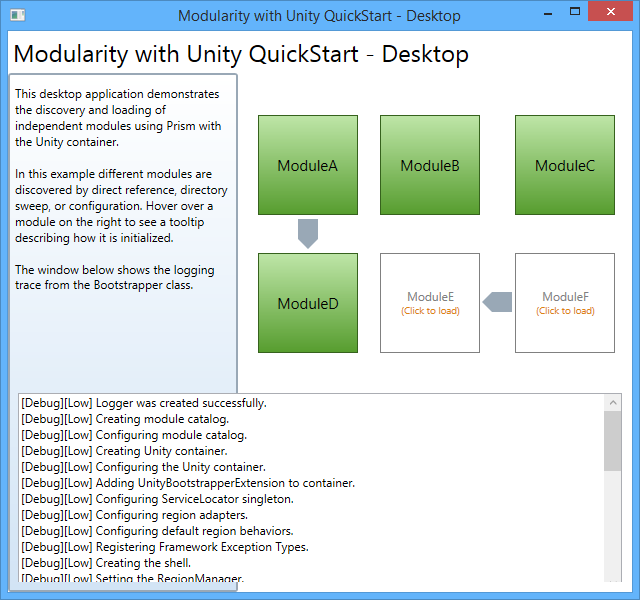 Modularity with Unity QuickStart - Desktop
Modularity with Unity QuickStart - Desktop
This desktop application demonstrates
the discovery and loading of
independent modules using Prism with
the Unity container.
In this example different modules are
discovered by direct reference, directory
sweep, or configuration. Hover over a
module on the right to see a tooltip
describing how it is initialized.
The window below shows the logging
trace from the Bootstrapper class.
ModuleA
ModuleB
ModuleC
ModuleD
ModuleE
(Click to load)
ModuleF
(Click to load)
[Debug][Low] Logger was created successfully.
[Debug][Low] Creating module catalog.
[Debug][Low] Configuring module catalog.
[Debug][Low] Creating Unity container.
[Debug][Low] Configuring the Unity container.
[Debug][Low] Adding UnityBootstrapperExtension to container.
[Debug][Low] Configuring ServiceLocator singleton.
[Debug][Low] Configuring region adapters.
[Debug][Low] Configuring default region behaviors.
[Debug][Low] Registering Framework Exception Types.
[Debug][Low] Creating the shell.
[Debug][Low] Setting the RegionManager.